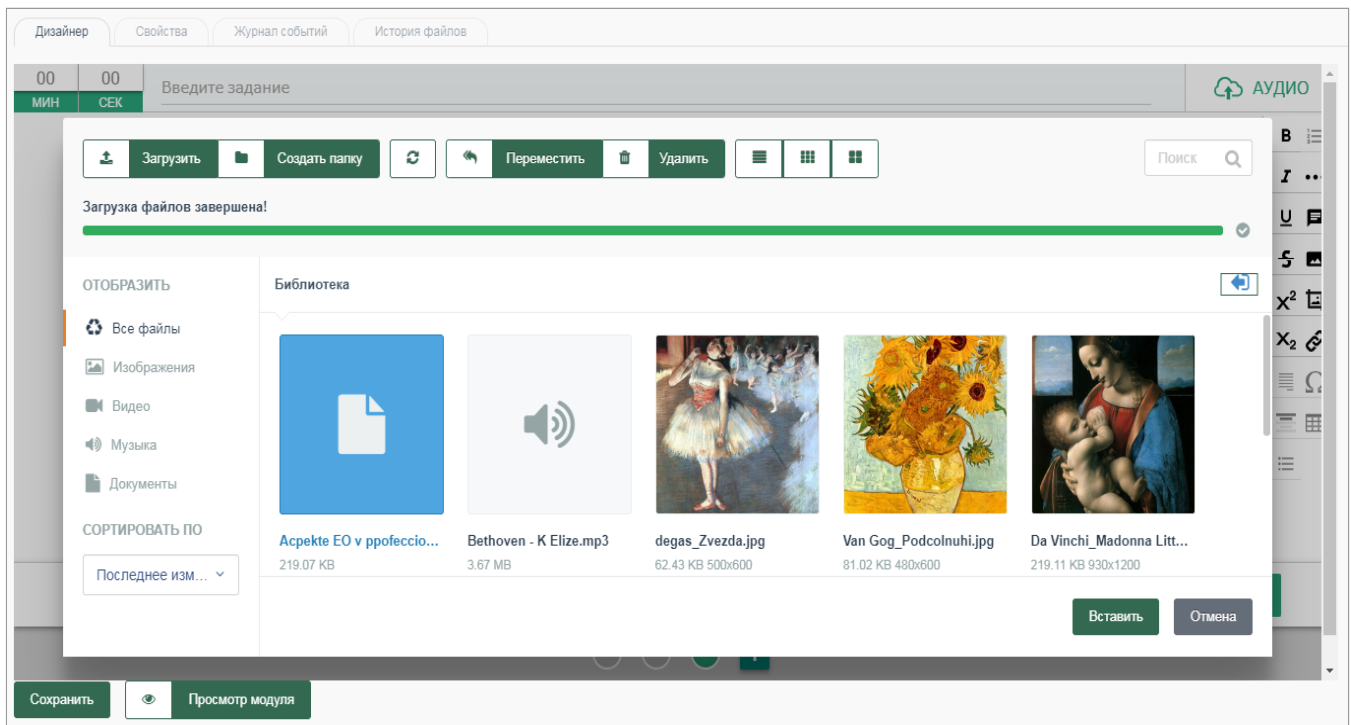 Дизайнер Свойства Журнал событий История файлов
00 00 Введите задание АУДИО
МИН СЕК
Загрузить Создать папку Переместить Удалить Поиск
Загрузка файлов завершена!
ОТОБРАЗИТЬ Библиотека
Все файлы
Изображения
Видео
Музыка
Документы
СОРТИРОВАТЬ ПО
Последнее изм...
Acpekte EO v ppofeccio... Bethoven - K Elize.mp3 degas_Zvezda.jpg Van Gog_Podcolnuhi.jpg Da Vinchi_Madonna Litt...
219.07 KB 3.67 MB 62.43 KB 500x600 81.02 KB 480x600 219.11 KB 930x1200
Вставить Отмена
B
I
U
S
X²
X₂
Ω
Сохранить Просмотр модуля